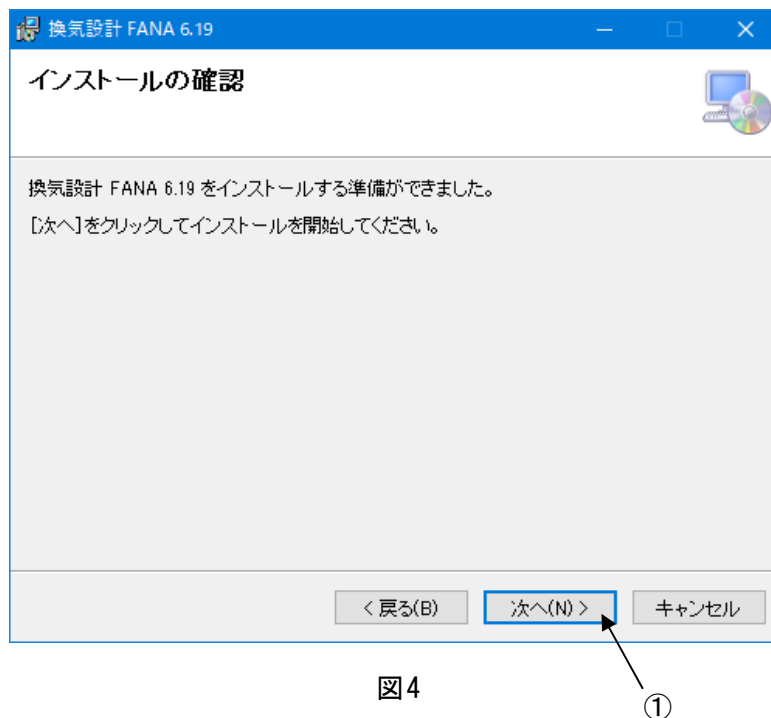 換気設計 FANA 6.19
インストールの確認
換気設計 FANA 6.19 をインストールする準備ができました。
[次へ]をクリックしてインストールを開始してください。
< 戻る(B)
次へ(N) >
キャンセル
図4
①